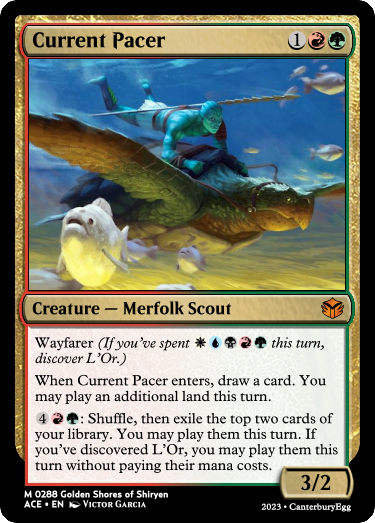 Current Pacer 1
Creature — Merfolk Scout
Wayfarer (If you've spent this turn,
discover L'Or.)
When Current Pacer enters, draw a card. You
may play an additional land this turn.
4: Shuffle, then exile the top two cards of
your library. You may play them this turn. If
you've discovered L'Or, you may play them this
turn without paying their mana costs.
3/2
M 0288 Golden Shores of Shiryen
ACE • EN Victor Garcia
2023 • CanterburyEgg